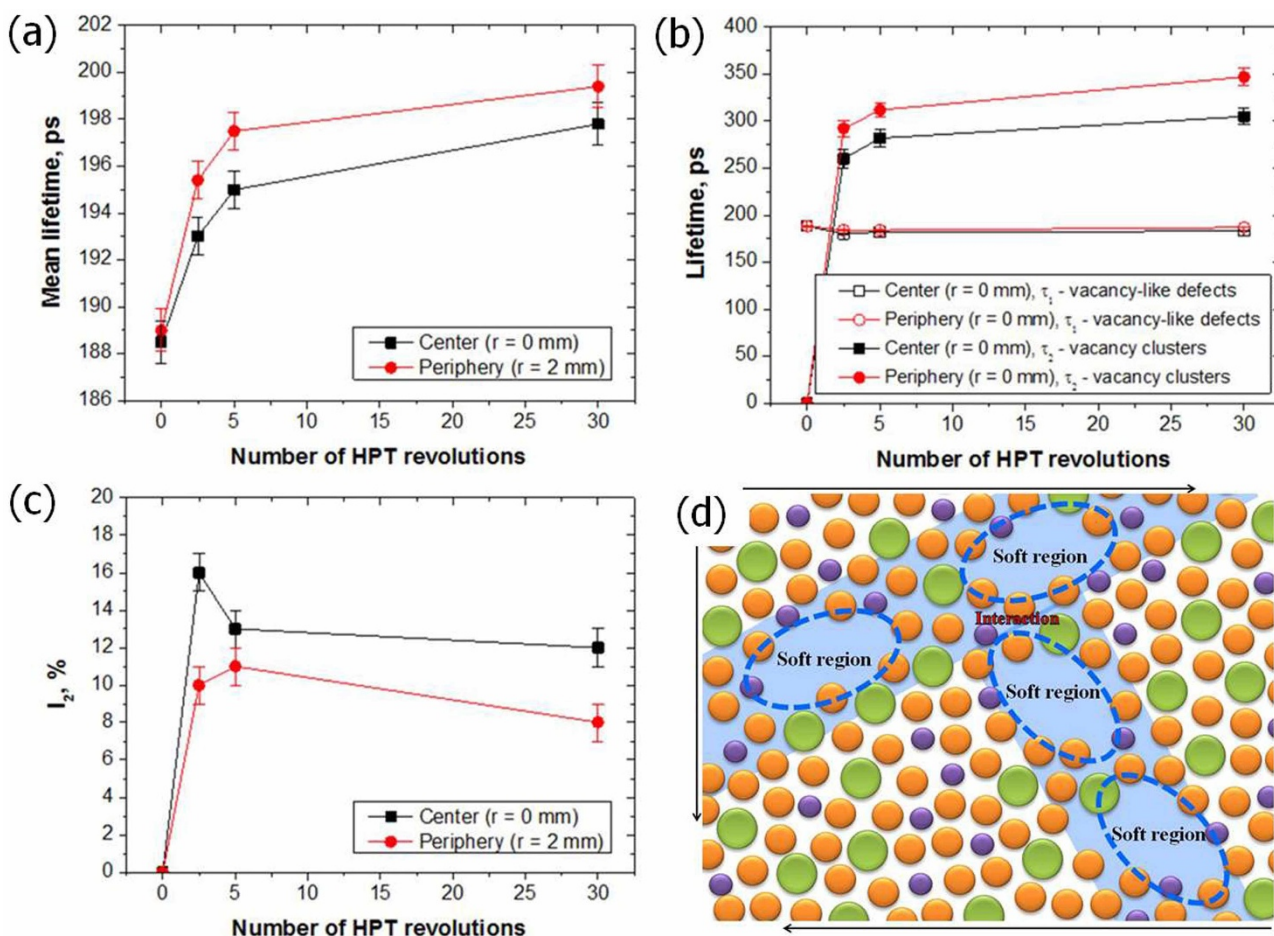 (a)
202
200
198
196
194
192
190
188
186
Mean lifetime, ps
Center (r = 0 mm)
Periphery (r = 2 mm)
0 5 10 15 20 25 30
Number of HPT revolutions
(b)
400
350
300
250
200
150
100
50
0
Lifetime, ps
Center (r = 0 mm), τ₁ - vacancy-like defects
Periphery (r = 0 mm), τ₁ - vacancy-like defects
Center (r = 0 mm), τ₂ - vacancy clusters
Periphery (r = 0 mm), τ₂ - vacancy clusters
0 5 10 15 20 25 30
Number of HPT revolutions
(c)
20
18
16
14
12
10
8
6
4
2
0
I₂, %
Center (r = 0 mm)
Periphery (r = 2 mm)
0 5 10 15 20 25 30
Number of HPT revolutions
(d)
Soft region
Interaction
Soft region
Soft region
Soft region